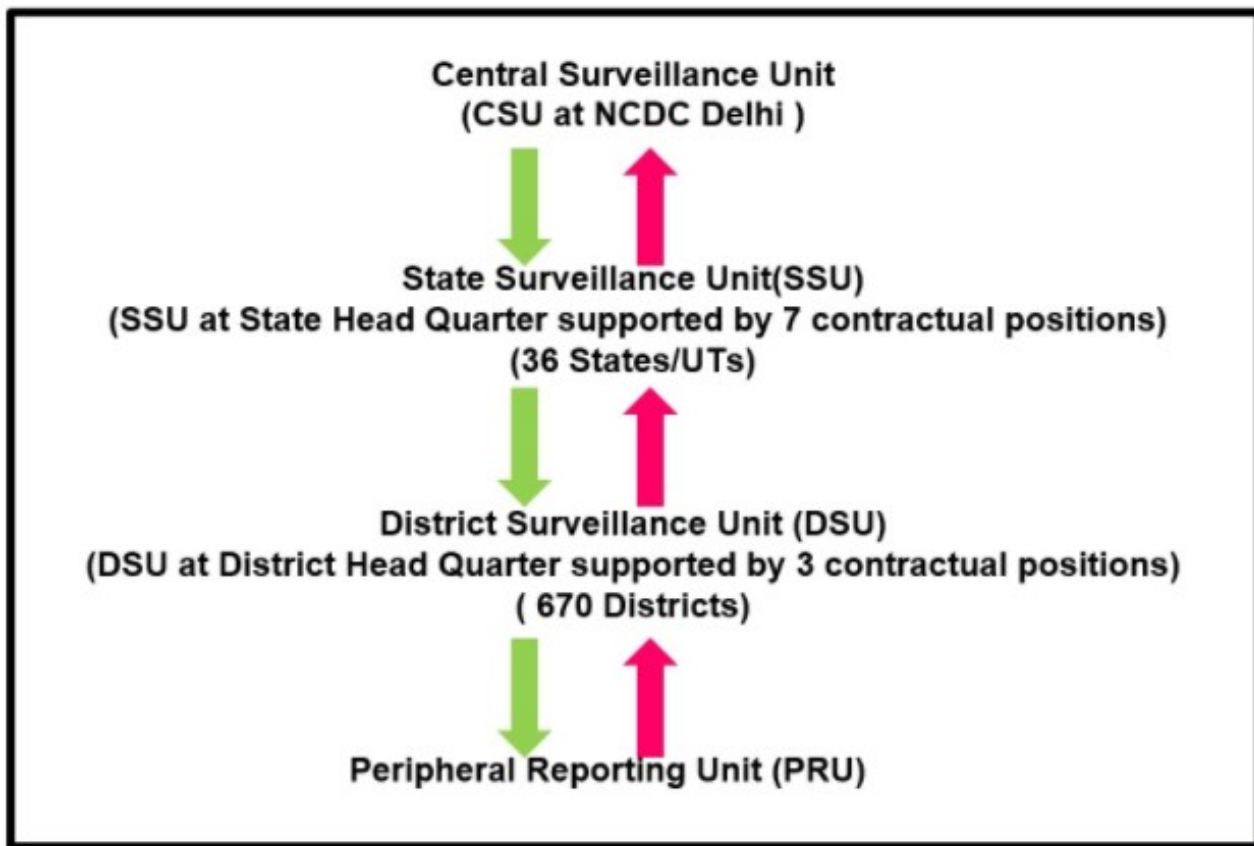 Central Surveillance Unit
(CSU at NCDC Delhi )
State Surveillance Unit(SSU)
(SSU at State Head Quarter supported by 7 contractual positions)
(36 States/UTs)
District Surveillance Unit (DSU)
(DSU at District Head Quarter supported by 3 contractual positions)
( 670 Districts)
Peripheral Reporting Unit (PRU)